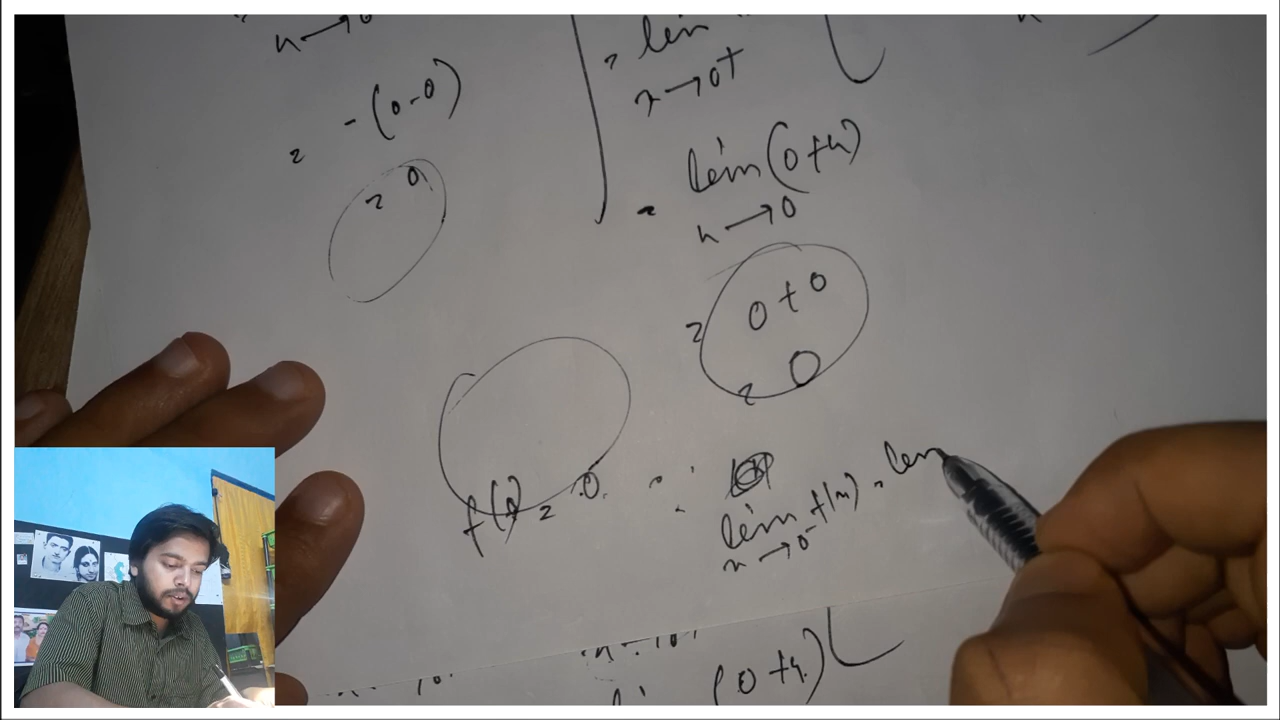 h → 0
= -(0-0)
= 0
= lim
x → 0+
= lim (0+h)
h → 0
= 0+0
= 0
f(0) = 0
∴
lim f(x) = lim
x → 0-
(0+h)